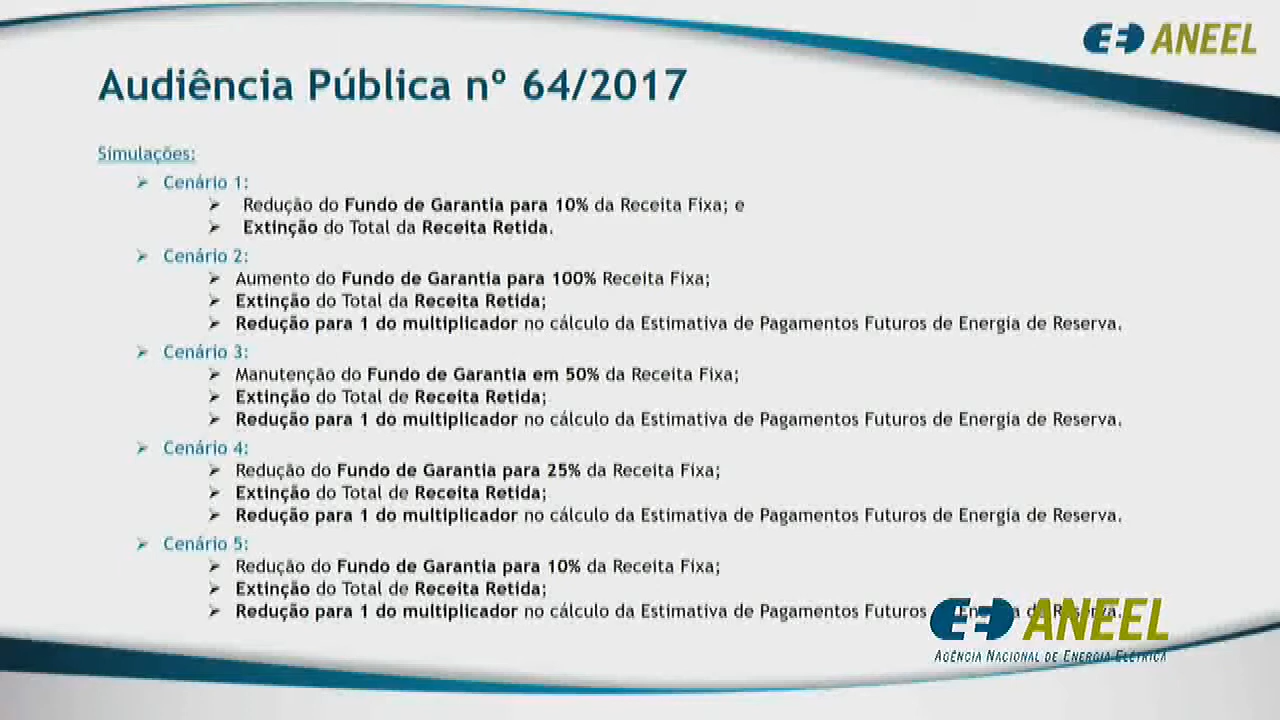 ANEEL
Audiência Pública nº 64/2017
Simulações:
Cenário 1:
Redução do Fundo de Garantia para 10% da Receita Fixa; e
Extinção do Total da Receita Retida.
Cenário 2:
Aumento do Fundo de Garantia para 100% Receita Fixa;
Extinção do Total da Receita Retida;
Redução para 1 do multiplicador no cálculo da Estimativa de Pagamentos Futuros de Energia de Reserva.
Cenário 3:
Manutenção do Fundo de Garantia em 50% da Receita Fixa;
Extinção do Total de Receita Retida;
Redução para 1 do multiplicador no cálculo da Estimativa de Pagamentos Futuros de Energia de Reserva.
Cenário 4:
Redução do Fundo de Garantia para 25% da Receita Fixa;
Extinção do Total de Receita Retida;
Redução para 1 do multiplicador no cálculo da Estimativa de Pagamentos Futuros de Energia de Reserva.
Cenário 5:
Redução do Fundo de Garantia para 10% da Receita Fixa;
Extinção do Total de Receita Retida;
Redução para 1 do multiplicador no cálculo da Estimativa de Pagamentos Futuros
ANEEL
AGÊNCIA NACIONAL DE ENERGIA ELÉTRICA